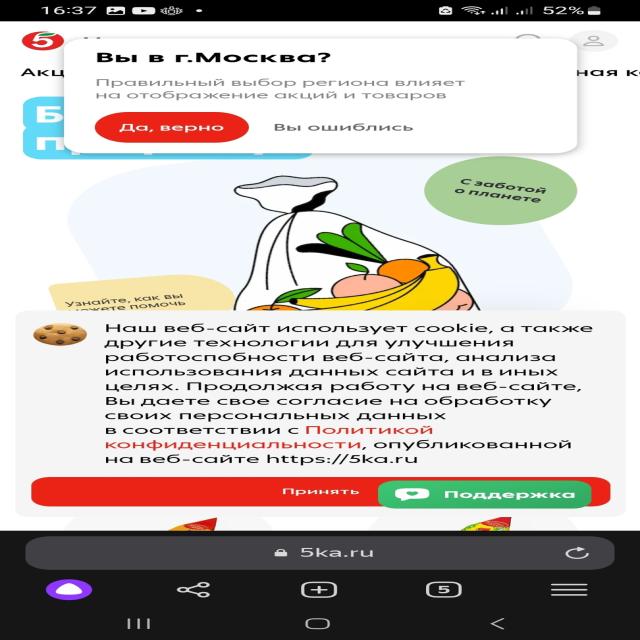 16:37
52%
5
Вы в г.Москва?
Акц
ная к
Правильный выбор региона влияет
на отображение акций и товаров
Да, верно
Вы ошиблись
С заботой
о планете
Узнайте, как вы
можете помочь
Наш веб-сайт использует cookie, а также
другие технологии для улучшения
работоспособности веб-сайта, анализа
использования данных сайта и в иных
целях. Продолжая работу на веб-сайте,
Вы даете свое согласие на обработку
своих персональных данных
в соответствии с Политикой
конфиденциальности, опубликованной
на веб-сайте https://5ka.ru
Принять
Поддержка
5ka.ru
5